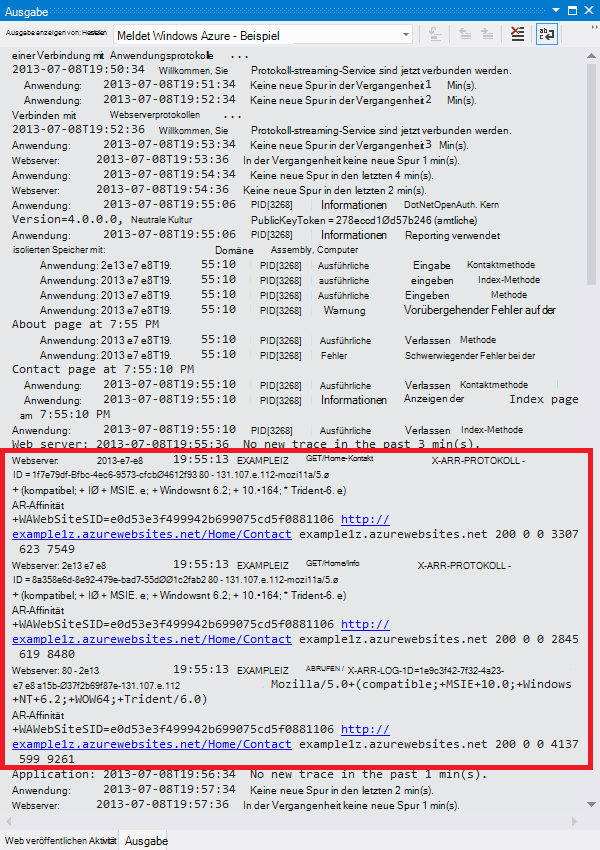 Ausgabe
Ausgabe anzeigen von: Meldet Windows Azure - Beispiel
einer Verbindung mit Anwendungsprotokolle ...
2013-07-08T19:50:34 Willkommen, Sie Protokoll-streaming-Service sind jetzt verbunden werden.
Anwendung: 2013-07-08T19:51:34 Keine neue Spur in der Vergangenheit 1 Min(s).
Anwendung: 2013-07-08T19:52:34 Keine neue Spur in der Vergangenheit 2 Min(s).
Verbinden mit Webserverprotokollen ...
2013-07-08T19:52:36 Willkommen, Sie Protokoll-streaming-Service sind jetzt verbunden werden.
Anwendung: 2013-07-08T19:53:34 Keine neue Spur in der Vergangenheit 3 Min(s).
Webserver: 2013-07-08T19:53:36 In der Vergangenheit keine neue Spur 1 min(s).
Anwendung: 2013-07-08T19:54:34 Keine neue Spur in den letzten 4 min(s).
Webserver: 2013-07-08T19:54:36 Keine neue Spur in den letzten 2 min(s).
Anwendung: 2013-07-08T19:55:06 PID[3268] Informationen DotNetOpenAuth. Kern
Version=4.0.0.0, Neutrale Kultur PublicKeyToken = 278eccd1Ød57b246 (amtliche)
Anwendung: 2013-07-08T19:55:06 PID[3268] Informationen Reporting verwendet
isolierten Speicher mit: Domäne Assembly, Computer
Anwendung: 2e13 e7 e8T19. 55:10 PID[3268] Ausführliche Eingabe Kontaktmethode
Anwendung: 2013 e7 e8T19. 55:10 PID[3268] ausführliche eingeben Index-Methode
Anwendung: 2013 e7 e8T19. 55:10 PID[3268] Ausführliche Eingeben Methode
Anwendung: 2013 e7 e8T19. 55:10 PID[3268] Warnung Vorübergehender Fehler auf der
About page at 7:55 PM
Anwendung: 2013 e7 e8T19. 55:10 PID[3268] Ausführliche Verlassen Methode
Anwendung: 2013 e7 e8T19. 55:10 PID[3268] Fehler Schwerwiegender Fehler bei der
Contact page at 7:55:10 PM
Anwendung: 2013-07-08T19:55:10 PID[3268] Ausführliche Verlassen Kontaktmethode
Anwendung: 2013-07-08T19:55:10 PID[3268] Informationen Anzeigen der Index page
am 7:55:10 PM
Anwendung: 2013-07-08T19:55:10 PID[3268] Ausführliche Verlassen Index-Methode
Web server: 2013-07-08T19:55:36 No new trace in the past 3 min(s).
Webserver: 2013-e7-e8 19:55:13 EXAMPLEIZ GET/Home-Kontakt X-ARR-PROTOKOLL -
ID = 1f7e79df-Bfbc-4ec6-9573-cfcbØ4612f93 80 - 131.107.e.112-mozi11a/5.ø
+ (kompatibel; + IØ + MSIE. e; + Windowsnt 6.2; + 10.•164; * Trident-6. e)
AR-Affinität
+WAWebSiteSID=e0d53e3f499942b699075cd5f0881106 http://
example1z.azurewebsites.net/Home/Contact example1z.azurewebsites.net 200 0 0 3307
623 7549
Webserver: 2e13 e7 e8 19:55:13 EXAMPLEIZ GET/Home/Info X-ARR-PROTOKOLL -
ID = 8a358e6d-8e92-479e-bad7-55dØØ1c2fab2 80 - 131.107.e.112-mozi11a/5.ø
+ (kompatibel; + IØ + MSIE. e; + Windowsnt 6.2; + 10.•164; * Trident-6. e)
AR-Affinität
+WAWebSiteSID=e0d53e3f499942b699075cd5f0881106 http://
example1z.azurewebsites.net/Home/Contact example1z.azurewebsites.net 200 0 0 2845
619 8480
Webserver: 80 - 2e13 19:55:13 EXAMPLEIZ ABRUFEN / X-ARR-LOG-1D=1e9c3f42-7f32-4a23-
e7 e8 a15b-Ø37f2b69f87e-131.107.e.112 Mozilla/5.0+(compatible;+MSIE+10.0;+Windows
+NT+6.2;+WOW64;+Trident/6.0)
AR-Affinität
+WAWebSiteSID=e0d53e3f499942b699075cd5f0881106 http://
example1z.azurewebsites.net/Home/Contact example1z.azurewebsites.net 200 0 0 4137
599 9261
Application: 2013-07-08T19:56:34 No new trace in the past 1 min(s).
Anwendung: 2013-07-08T19:57:34 Keine neue Spur in den letzten 2 min(s).
Webserver: 2013-07-08T19:57:36 In der Vergangenheit keine neue Spur 1 min(s).
Web veröffentlichen Aktivität Ausgabe